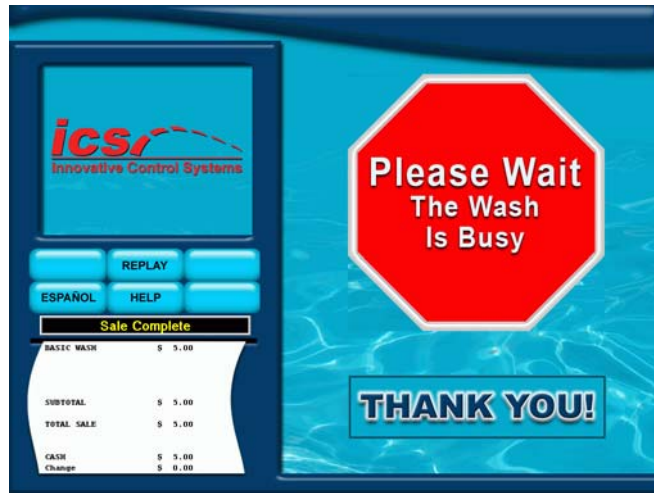 ics
Innovative Control Systems
REPLAY
ESPAÑOL HELP
Sale Complete
BASIC WASH $ 5.00
SUBTOTAL $ 5.00
TOTAL SALE $ 5.00
CASH $ 5.00
Change $ 0.00
Please Wait
The Wash
Is Busy
THANK YOU!